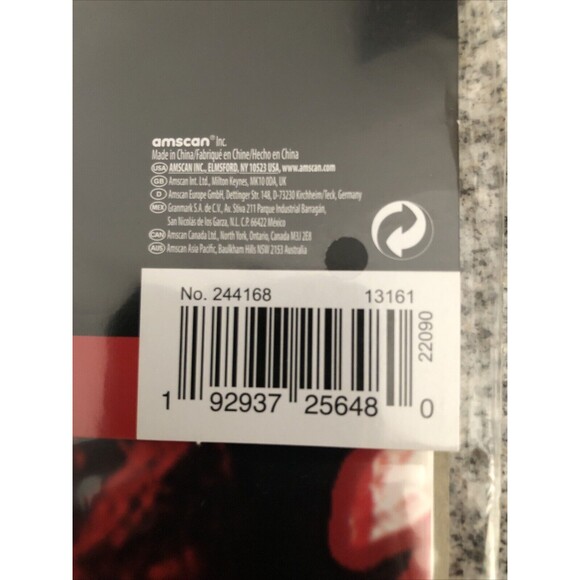 amscan® Inc.
Made in China/Fabriqué en Chine/Hecho en China
USA AMSCAN INC., ELMSFORD, NY 10523 USA, www.amscan.com
GB Amscan Int. Ltd., Milton Keynes, MK10 0DA, UK
D Amscan Europe GmbH, Dettinger Str. 148, D-73230 Kirchheim/Teck, Germany
MEX Granmark S.A. de C.V., Av. Stiva 211 Parque Industrial Barragán,
San Nicolás de los Garza, N.L. C.P. 66422 México
CAN Amscan Canada Ltd., North York, Ontario, Canada M3J 2E8
AUS Amscan Asia Pacific, Baulkham Hills NSW 2153 Australia
No. 244168 13161
22090
1 92937 25648 0